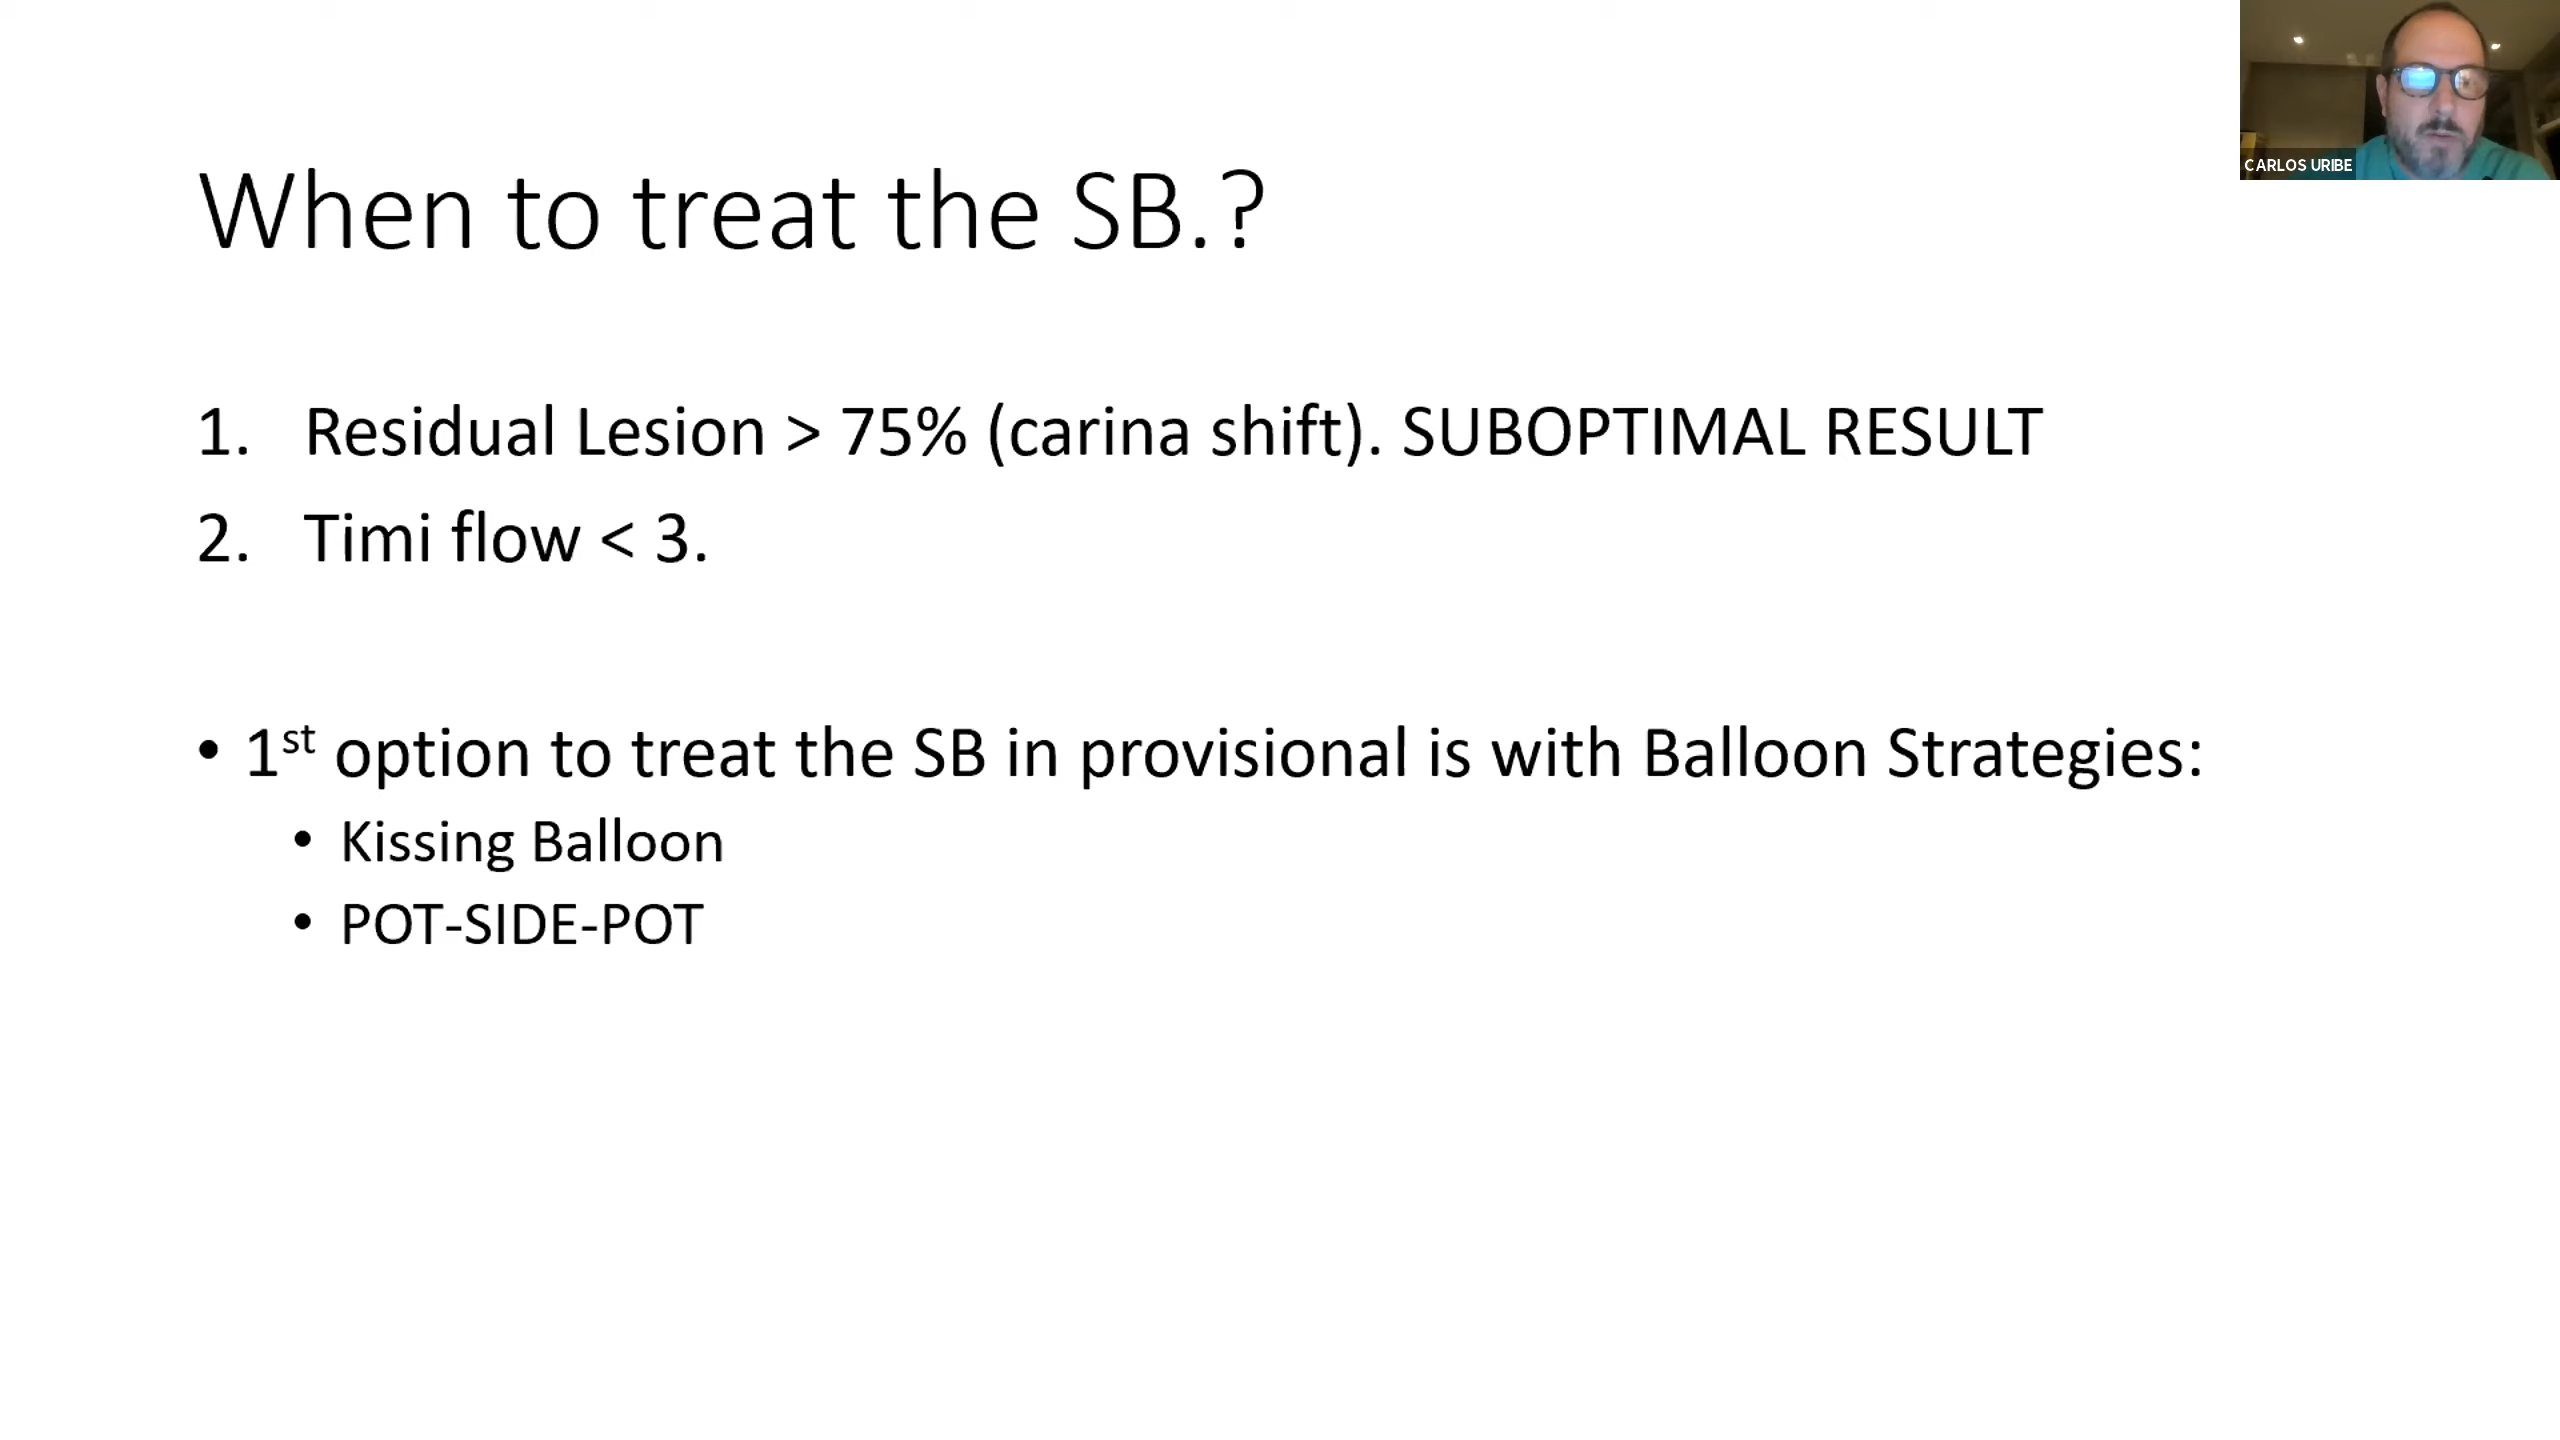 CARLOS URIBE
When to treat the SB.?
1. Residual Lesion > 75% (carina shift). SUBOPTIMAL RESULT
2. Timi flow < 3.
• 1st option to treat the SB in provisional is with Balloon Strategies:
• Kissing Balloon
• POT-SIDE-POT